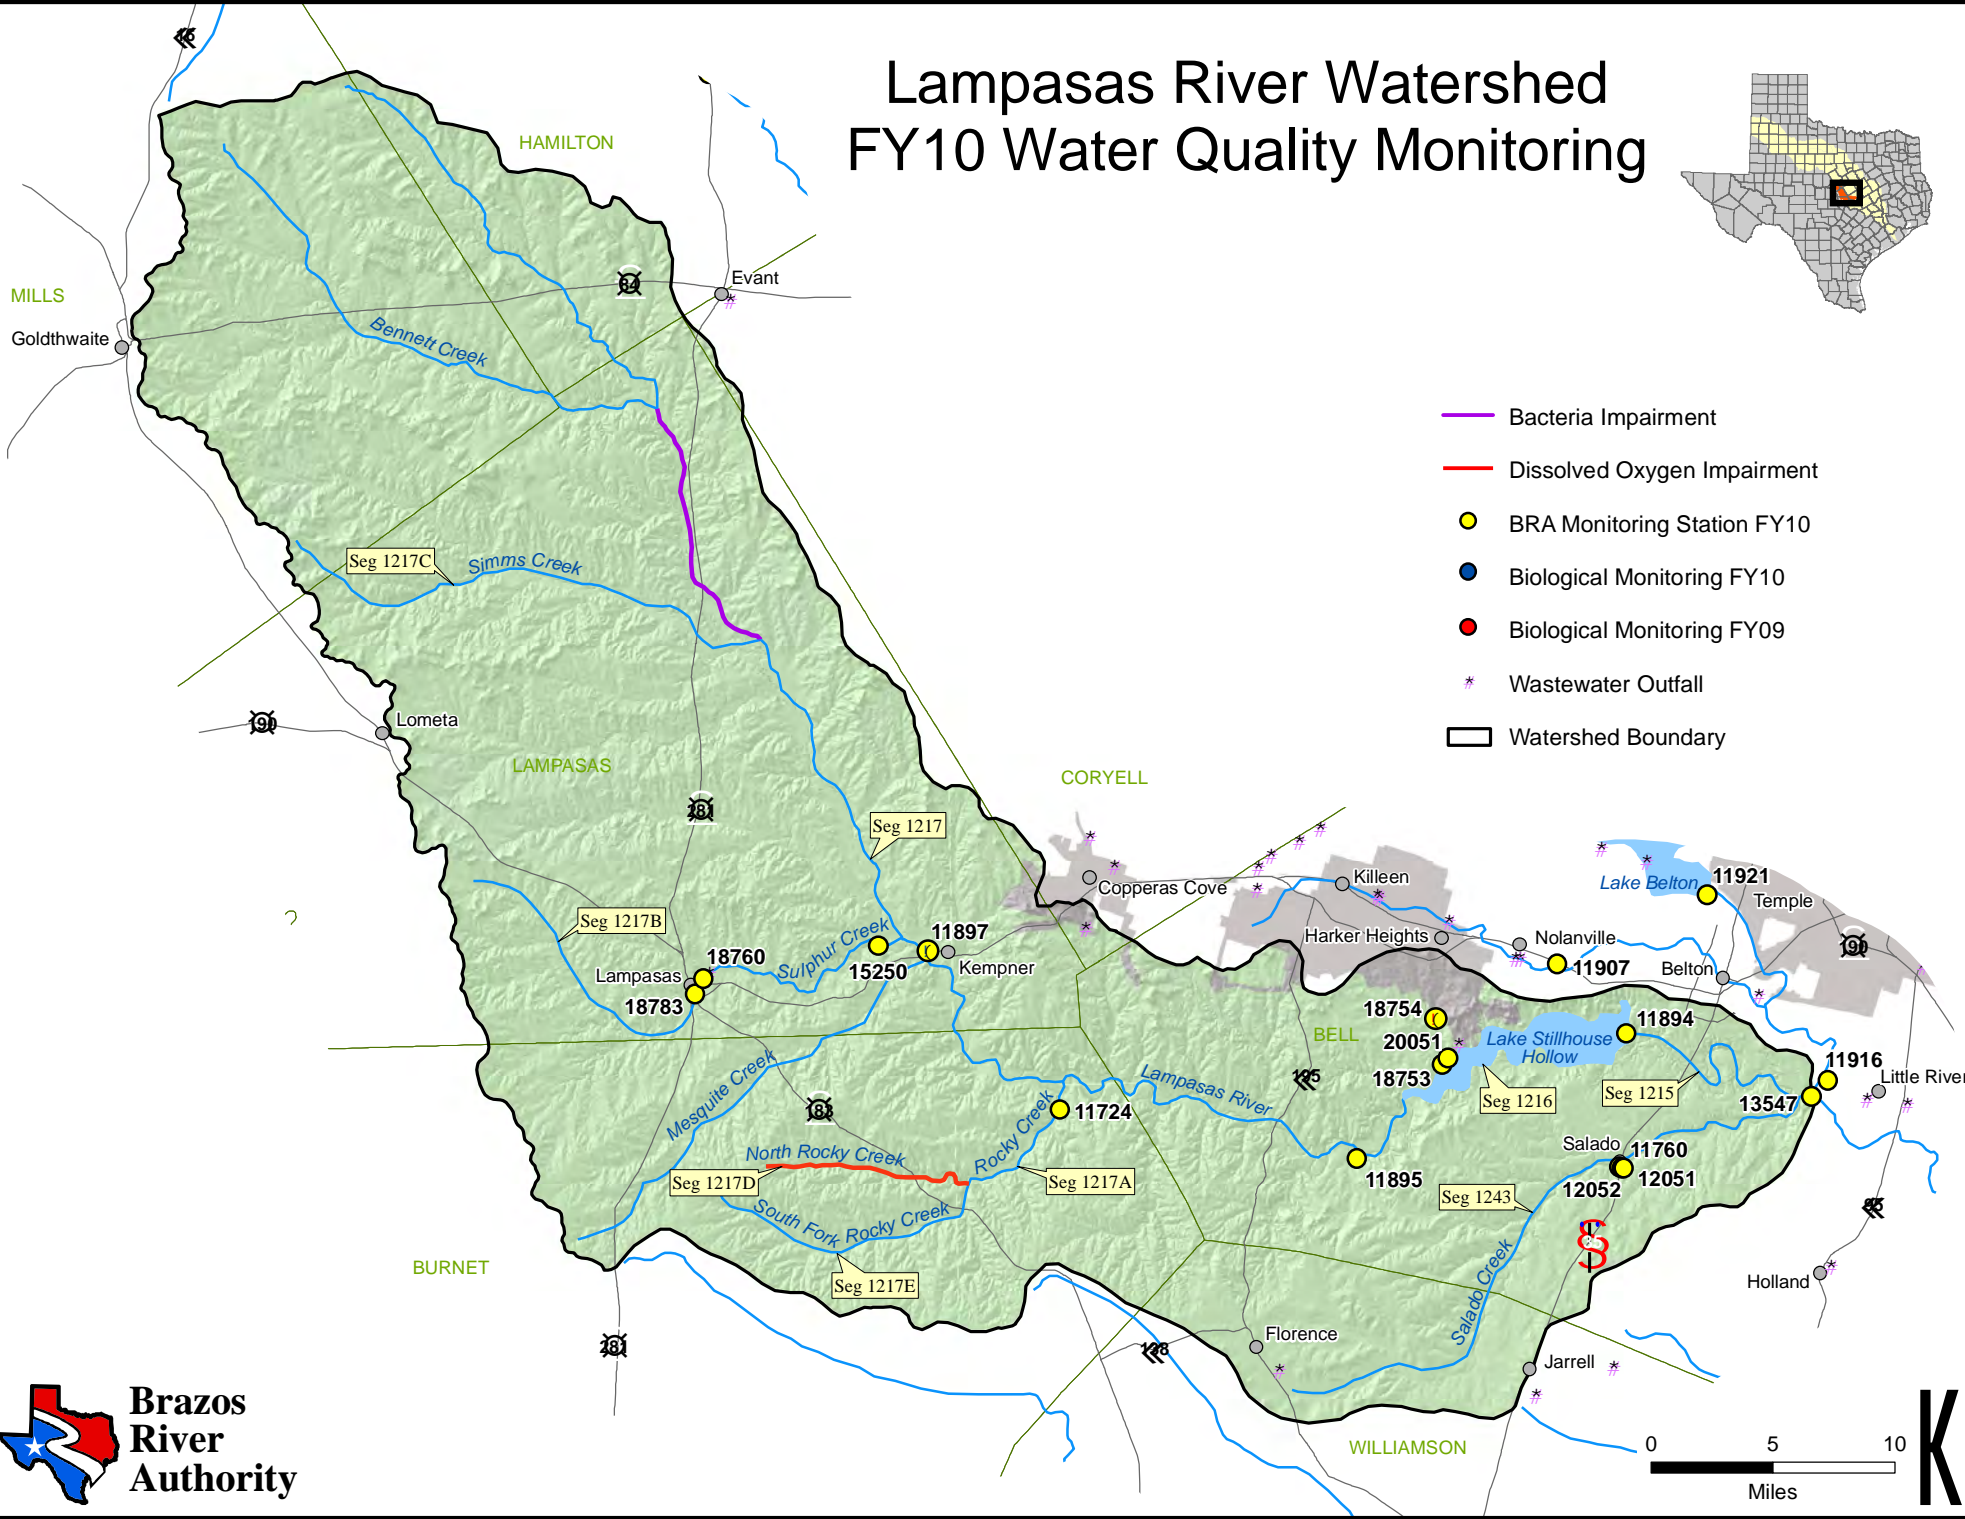 Lampasas River Watershed
FY10 Water Quality Monitoring
16
HAMILTON
MILLS
Goldthwaite
84
Evant
Bennett Creek
Bacteria Impairment
Dissolved Oxygen Impairment
BRA Monitoring Station FY10
Biological Monitoring FY10
Biological Monitoring FY09
Wastewater Outfall
Watershed Boundary
Seg 1217C
Simms Creek
190
Lometa
LAMPASAS
281
CORYELL
Seg 1217
Copperas Cove
Killeen
Harker Heights
Nolanville
11907
Lake Belton
11921
Temple
190
Belton
Seg 1217B
Sulphur Creek
11897
Kempner
15250
18760
Lampasas
18783
18754
20051
18753
BELL
195
Lake Stillhouse
Hollow
11894
11916
Little River
13547
Seg 1216
Seg 1215
Mesquite Creek
183
Lampasas River
11724
Rocky Creek
North Rocky Creek
Seg 1217D
Seg 1217A
South Fork Rocky Creek
Seg 1217E
11895
Salado
11760
12051
12052
Seg 1243
Salado Creek
95
Holland
BURNET
281
138
Florence
Jarrell
WILLIAMSON
Brazos
River
Authority
0 5 10
Miles
K